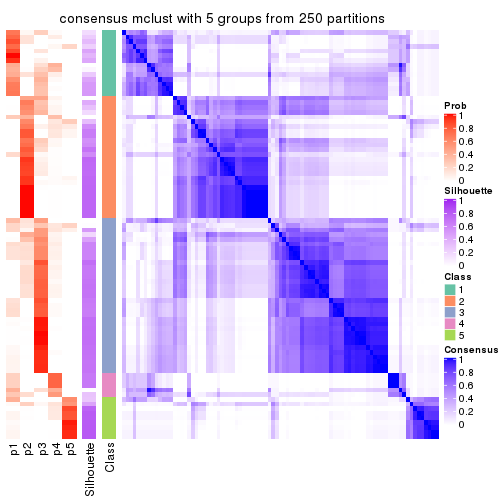 consensus mclust with 5 groups from 250 partitions
Prob
1
0.8
0.6
0.4
0.2
0
Silhouette
1
0.8
0.6
0.4
0.2
0
Class
1
2
3
4
5
Consensus
1
0.8
0.6
0.4
0.2
0
p1
p2
p3
p4
p5
Silhouette
Class